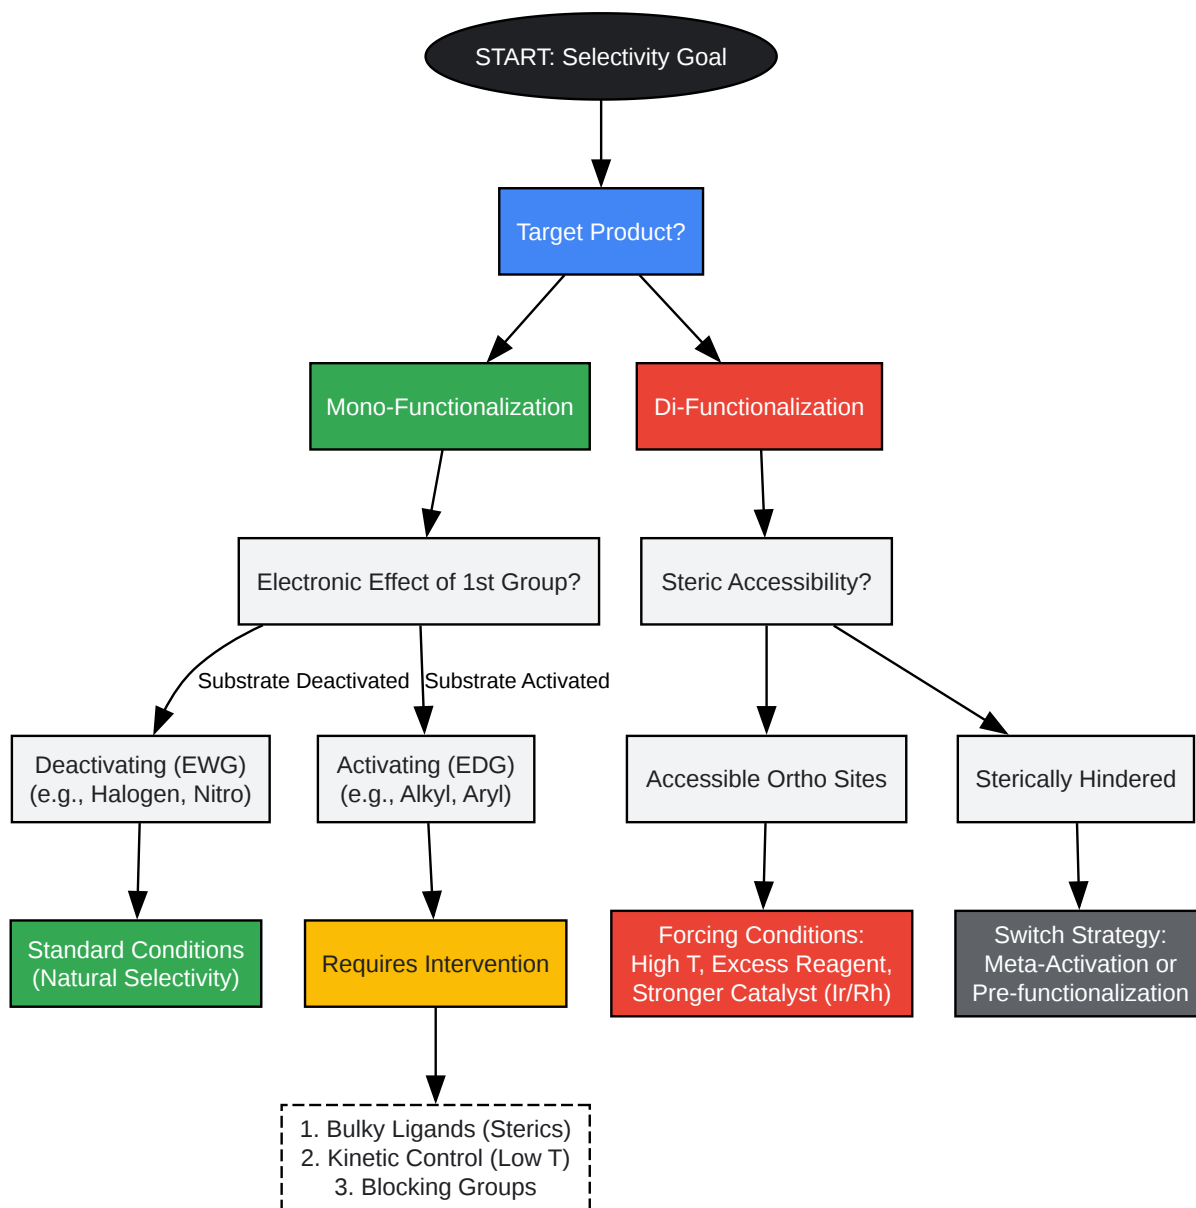 START: Selectivity Goal
Target Product?
Mono-Functionalization
Di-Functionalization
Electronic Effect of 1st Group?
Steric Accessibility?
Substrate Deactivated
Substrate Activated
Deactivating (EWG)
(e.g., Halogen, Nitro)
Activating (EDG)
(e.g., Alkyl, Aryl)
Accessible Ortho Sites
Sterically Hindered
Standard Conditions
(Natural Selectivity)
Requires Intervention
Forcing Conditions:
High T, Excess Reagent,
Stronger Catalyst (Ir/Rh)
Switch Strategy:
Meta-Activation or
Pre-functionalization
1. Bulky Ligands (Sterics)
2. Kinetic Control (Low T)
3. Blocking Groups